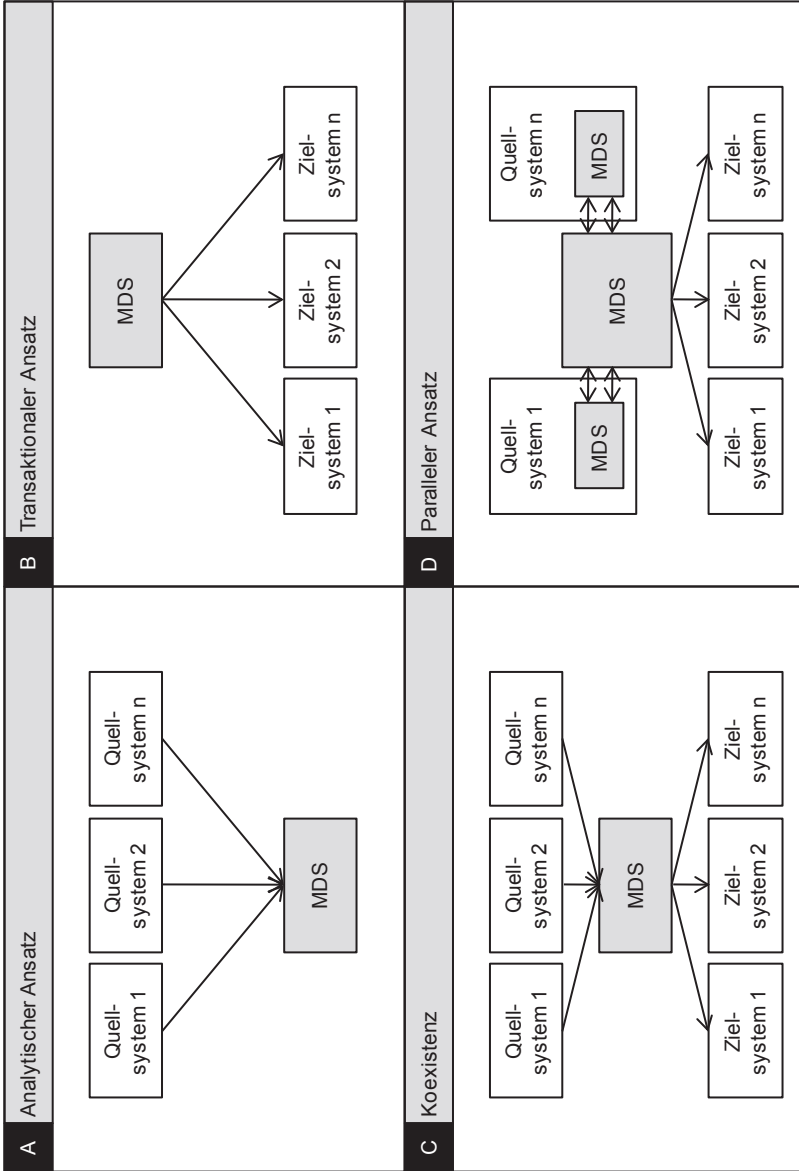 A
Analytischer Ansatz
Quell-
system 1
Quell-
system 2
Quell-
system n
MDS
B
Transaktionaler Ansatz
MDS
Ziel-
system 1
Ziel-
system 2
Ziel-
system n
C
Koexistenz
Quell-
system 1
Quell-
system 2
Quell-
system n
MDS
Ziel-
system 1
Ziel-
system 2
Ziel-
system n
D
Paralleler Ansatz
Quell-
system 1
MDS
MDS
Quell-
system n
MDS
Ziel-
system 1
Ziel-
system 2
Ziel-
system n